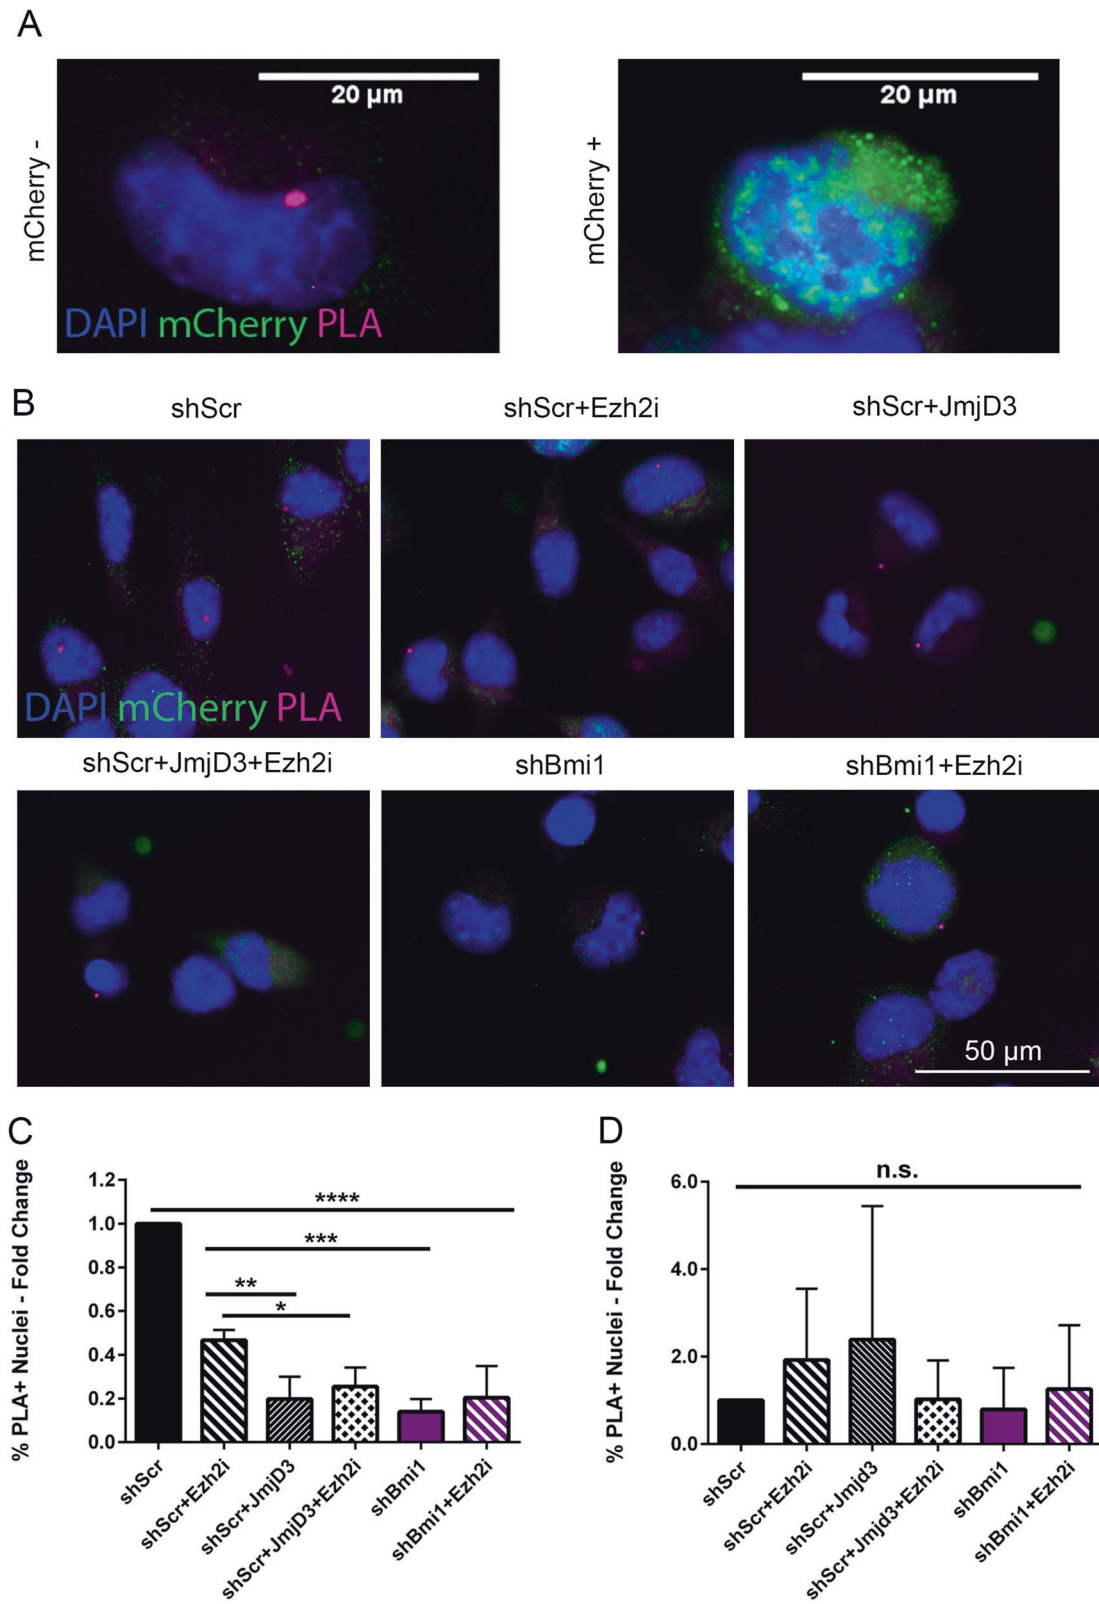 A
mCherry -
20 µm
DAPI mCherry PLA
mCherry +
20 µm
B
shScr
shScr+Ezh2i
shScr+JmjD3
DAPI mCherry PLA
shScr+JmjD3+Ezh2i
shBmi1
shBmi1+Ezh2i
50 µm
C
% PLA+ Nuclei - Fold Change
1.2
1.0
0.8
0.6
0.4
0.2
0.0
****
***
**
*
shScr
shScr+Ezh2i
shScr+JmjD3
shScr+JmjD3+Ezh2i
shBmi1
shBmi1+Ezh2i
D
% PLA+ Nuclei - Fold Change
6.0
4.0
2.0
0.0
n.s.
shScr
shScr+Ezh2i
shScr+Jmjd3
shScr+Jmjd3+Ezh2i
shBmi1
shBmi1+Ezh2i